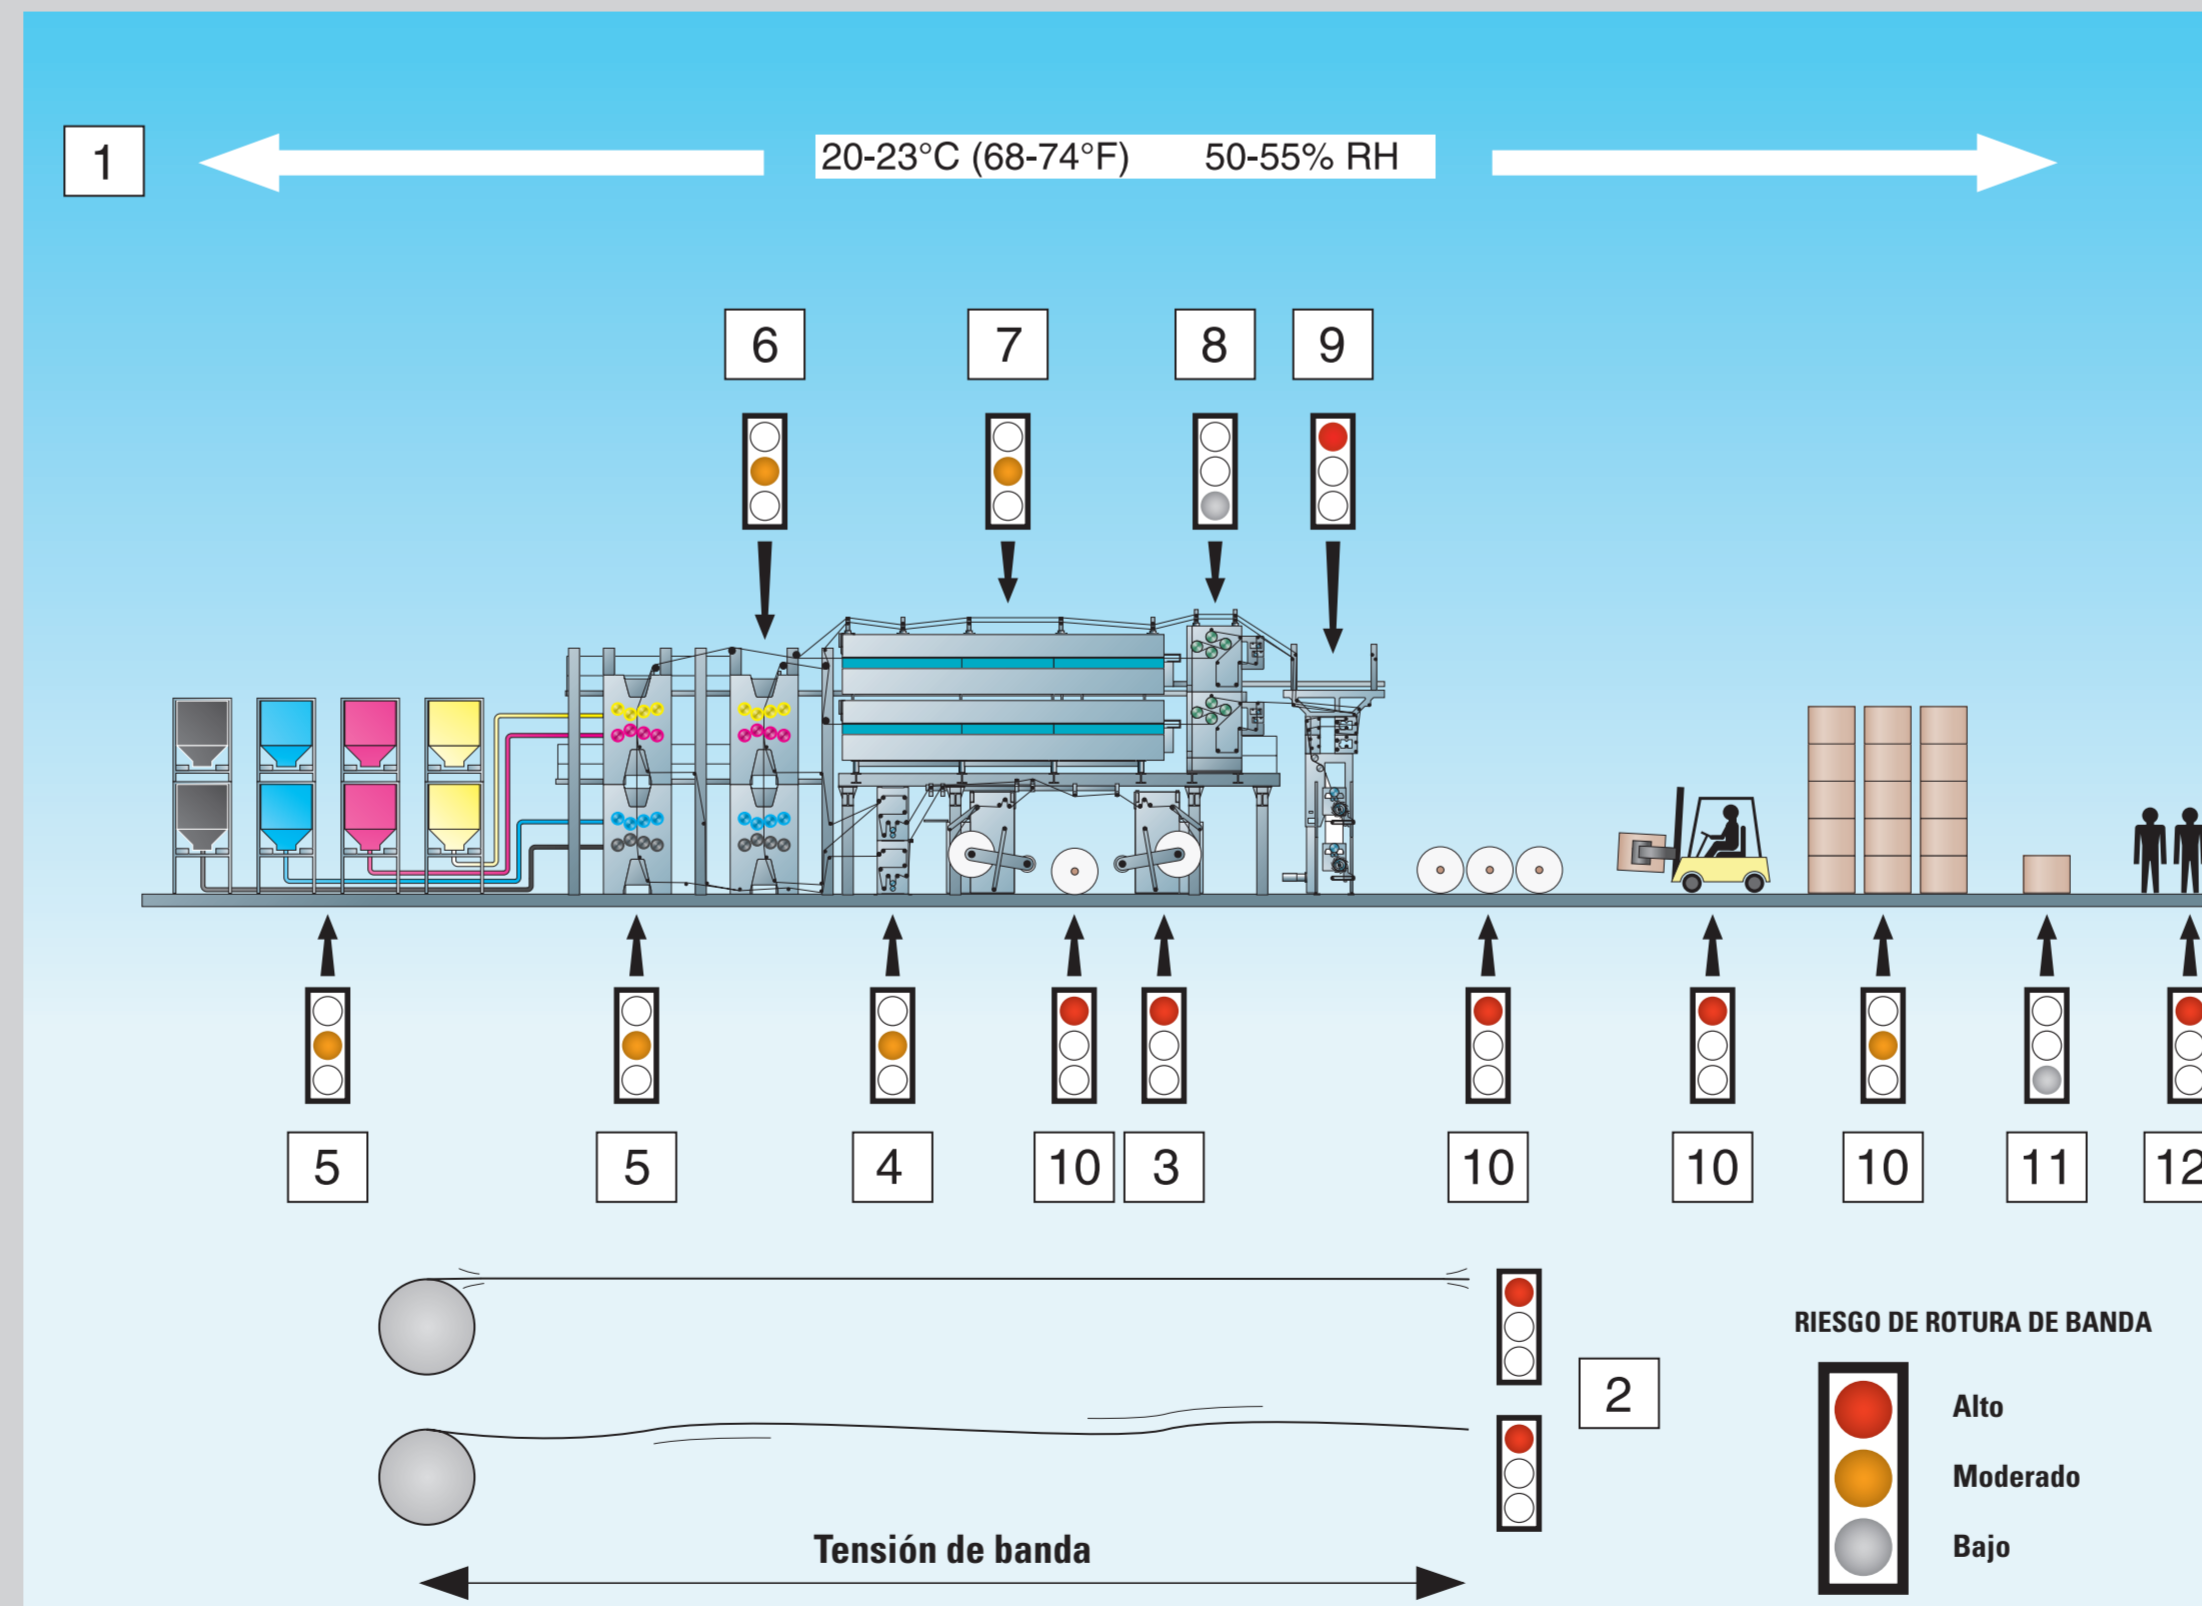 1
20-23°C (68-74°F) 50-55% RH
6 7 8 9
5 5 4 10 3 10 10 10 11 12
2
RIESGO DE ROTURA DE BANDA
Alto
Moderado
Bajo
Tensión de banda